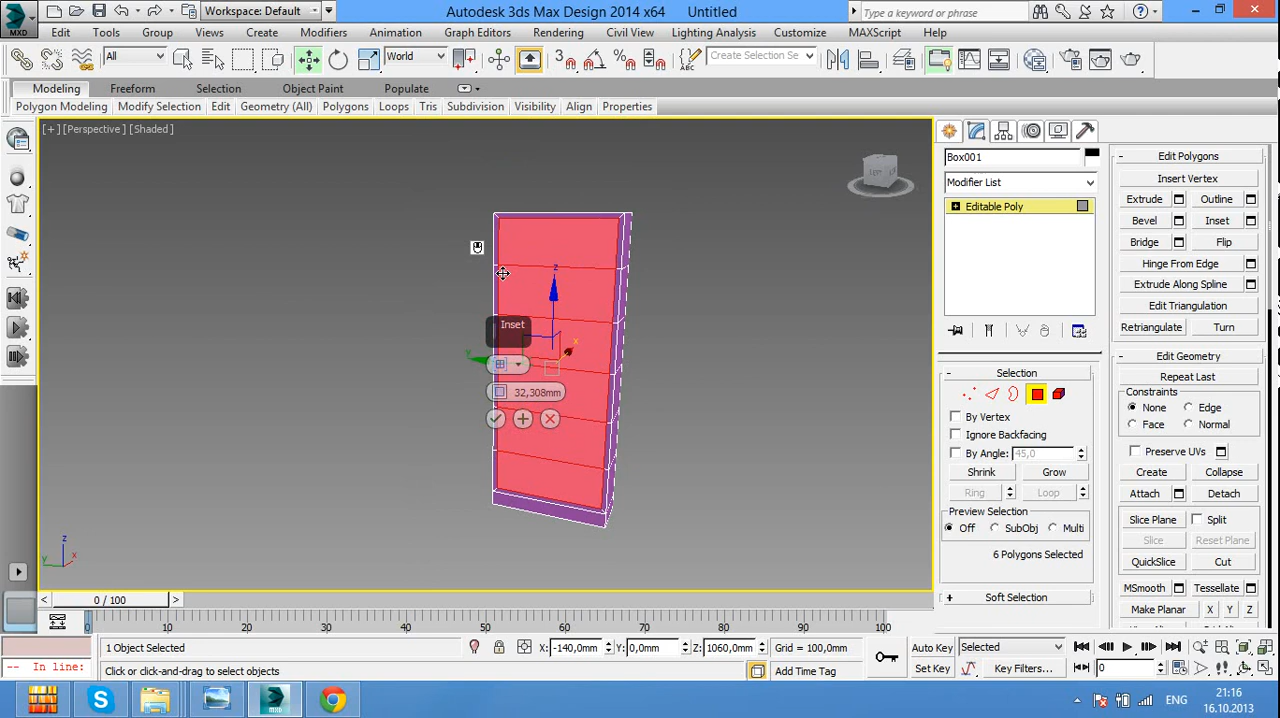 MXD
Workspace: Default
Autodesk 3ds Max Design 2014 x64
Untitled
Type a keyword or phrase
Edit
Tools
Group
Views
Create
Modifiers
Animation
Graph Editors
Rendering
Civil View
Lighting Analysis
Customize
MAXScript
Help
All
World
3
Create Selection Se
Modeling
Freeform
Selection
Object Paint
Populate
Polygon Modeling
Modify Selection
Edit
Geometry (All)
Polygons
Loops
Tris
Subdivision
Visibility
Align
Properties
[+] [Perspective] [Shaded]
z
x
y
Inset
32,308mm
z
x
y
Box001
Modifier List
Editable Poly
Selection
By Vertex
Ignore Backfacing
By Angle: 45,0
Shrink
Grow
Ring
Loop
Preview Selection
Off
SubObj
Multi
6 Polygons Selected
Soft Selection
Edit Polygons
Insert Vertex
Extrude
Outline
Bevel
Inset
Bridge
Flip
Hinge From Edge
Extrude Along Spline
Edit Triangulation
Retriangulate
Turn
Edit Geometry
Repeat Last
Constraints
None
Edge
Face
Normal
Preserve UVs
Create
Collapse
Attach
Detach
Slice Plane
Split
Slice
Reset Plane
QuickSlice
Cut
MSmooth
Tessellate
Make Planar
X
Y
Z
< 0 / 100 >
0 10 20 30 40 50 60 70 80 90 100
1 Object Selected
X: -140,0mm
Y: 0,0mm
Z: 1060,0mm
Grid = 100,0mm
Auto Key
Selected
-- In line:
Click or click-and-drag to select objects
Add Time Tag
Set Key
Key Filters...
0
MXD
ENG
21:16
16.10.2013